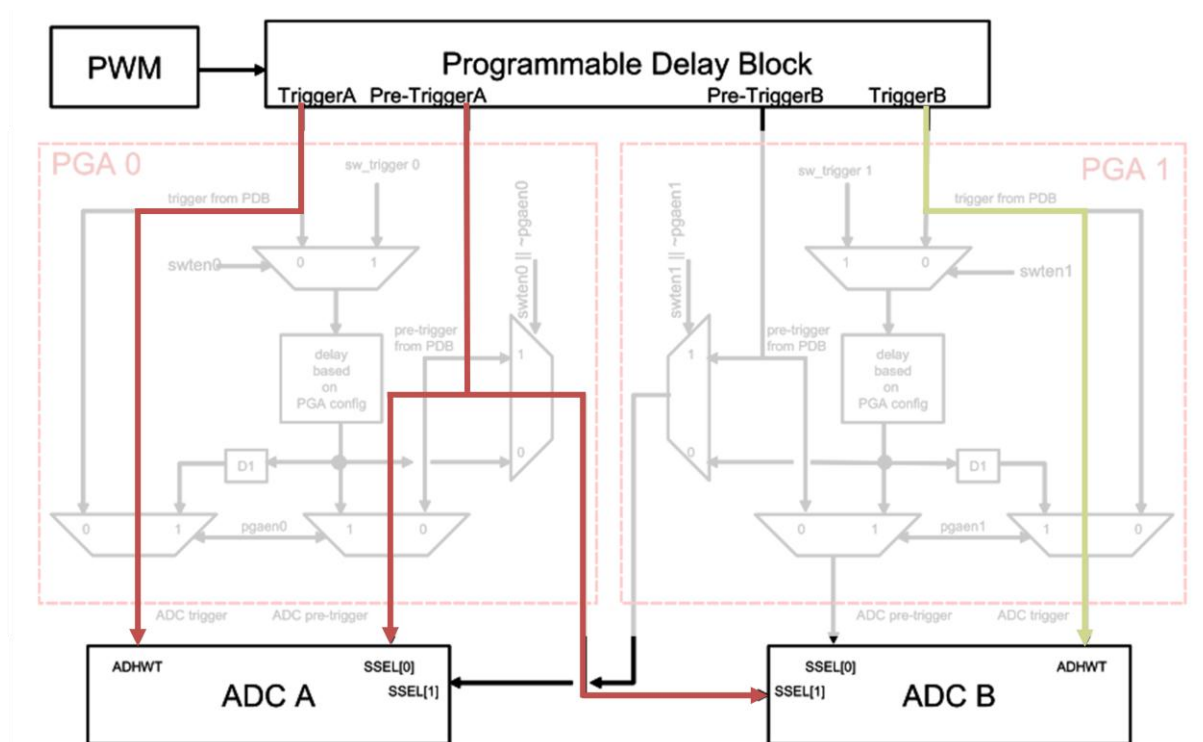 PWM
Programmable Delay Block
TriggerA
Pre-TriggerA
Pre-TriggerB
TriggerB
PGA 0
sw_trigger 0
trigger from PDB
swten0
0
1
swten0 || ~pgaen0
delay
based
on
PGA config
pre-trigger
from PDB
1
0
D1
0
1
pgaen0
1
0
ADC trigger
ADC pre-trigger
PGA 1
sw_trigger 1
trigger from PDB
1
0
swten1
swten1 || ~pgaen1
pre-trigger
from PDB
1
0
delay
based
on
PGA config
D1
0
1
pgaen1
1
0
ADC pre-trigger
ADC trigger
ADHWT
SSEL[0]
SSEL[1]
ADC A
SSEL[0]
SSEL[1]
ADHWT
ADC B